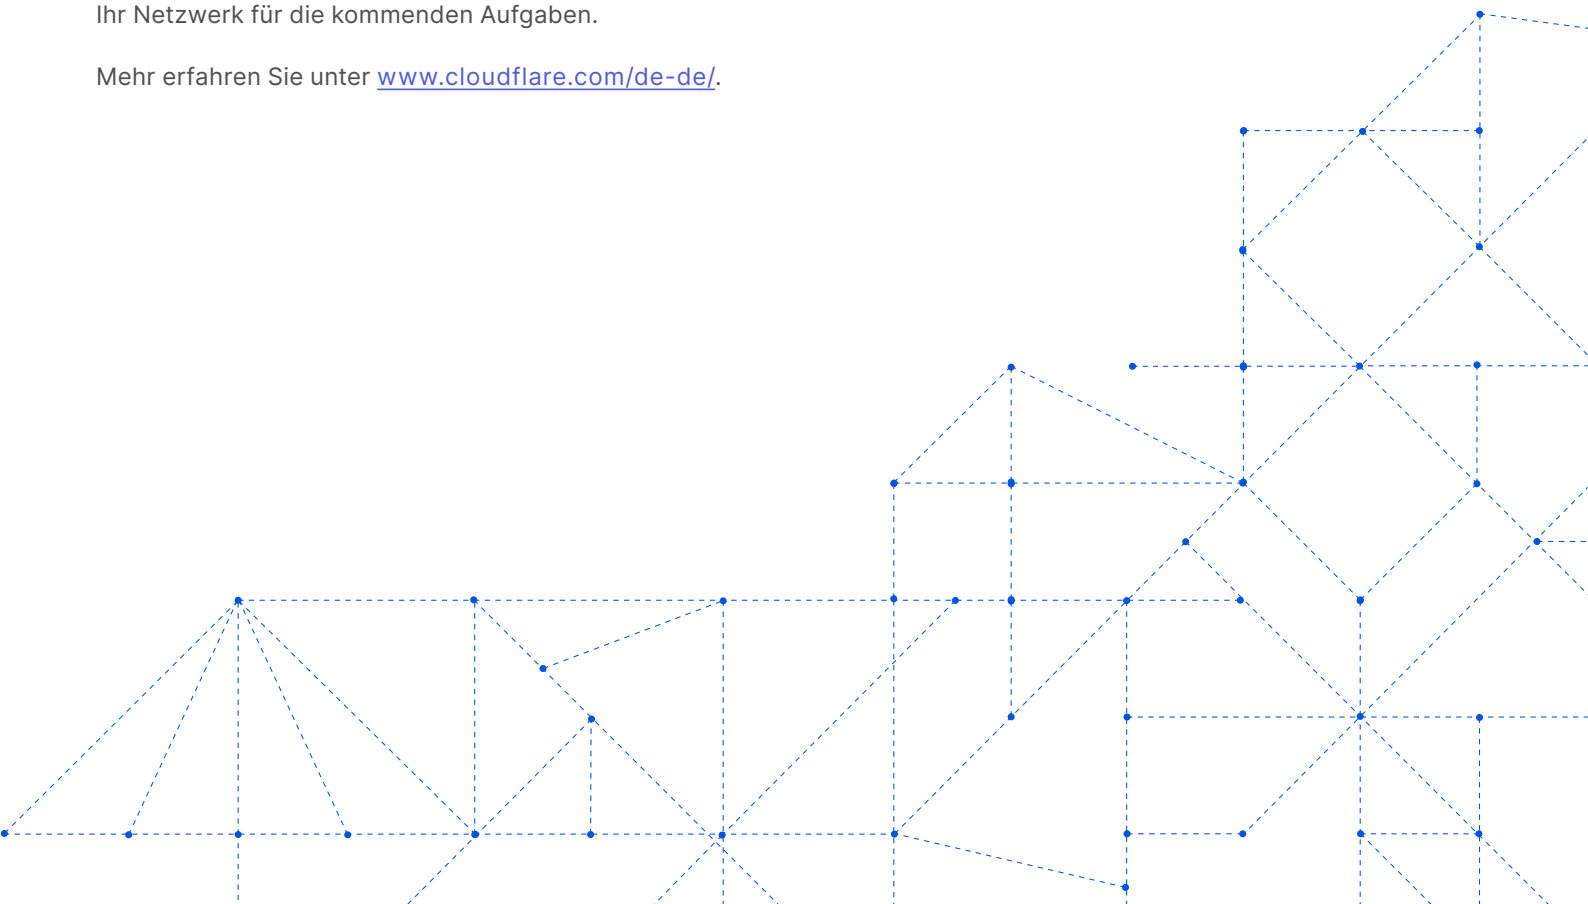 Ihr Netzwerk für die kommenden Aufgaben.
Mehr erfahren Sie unter www.cloudflare.com/de-de/.